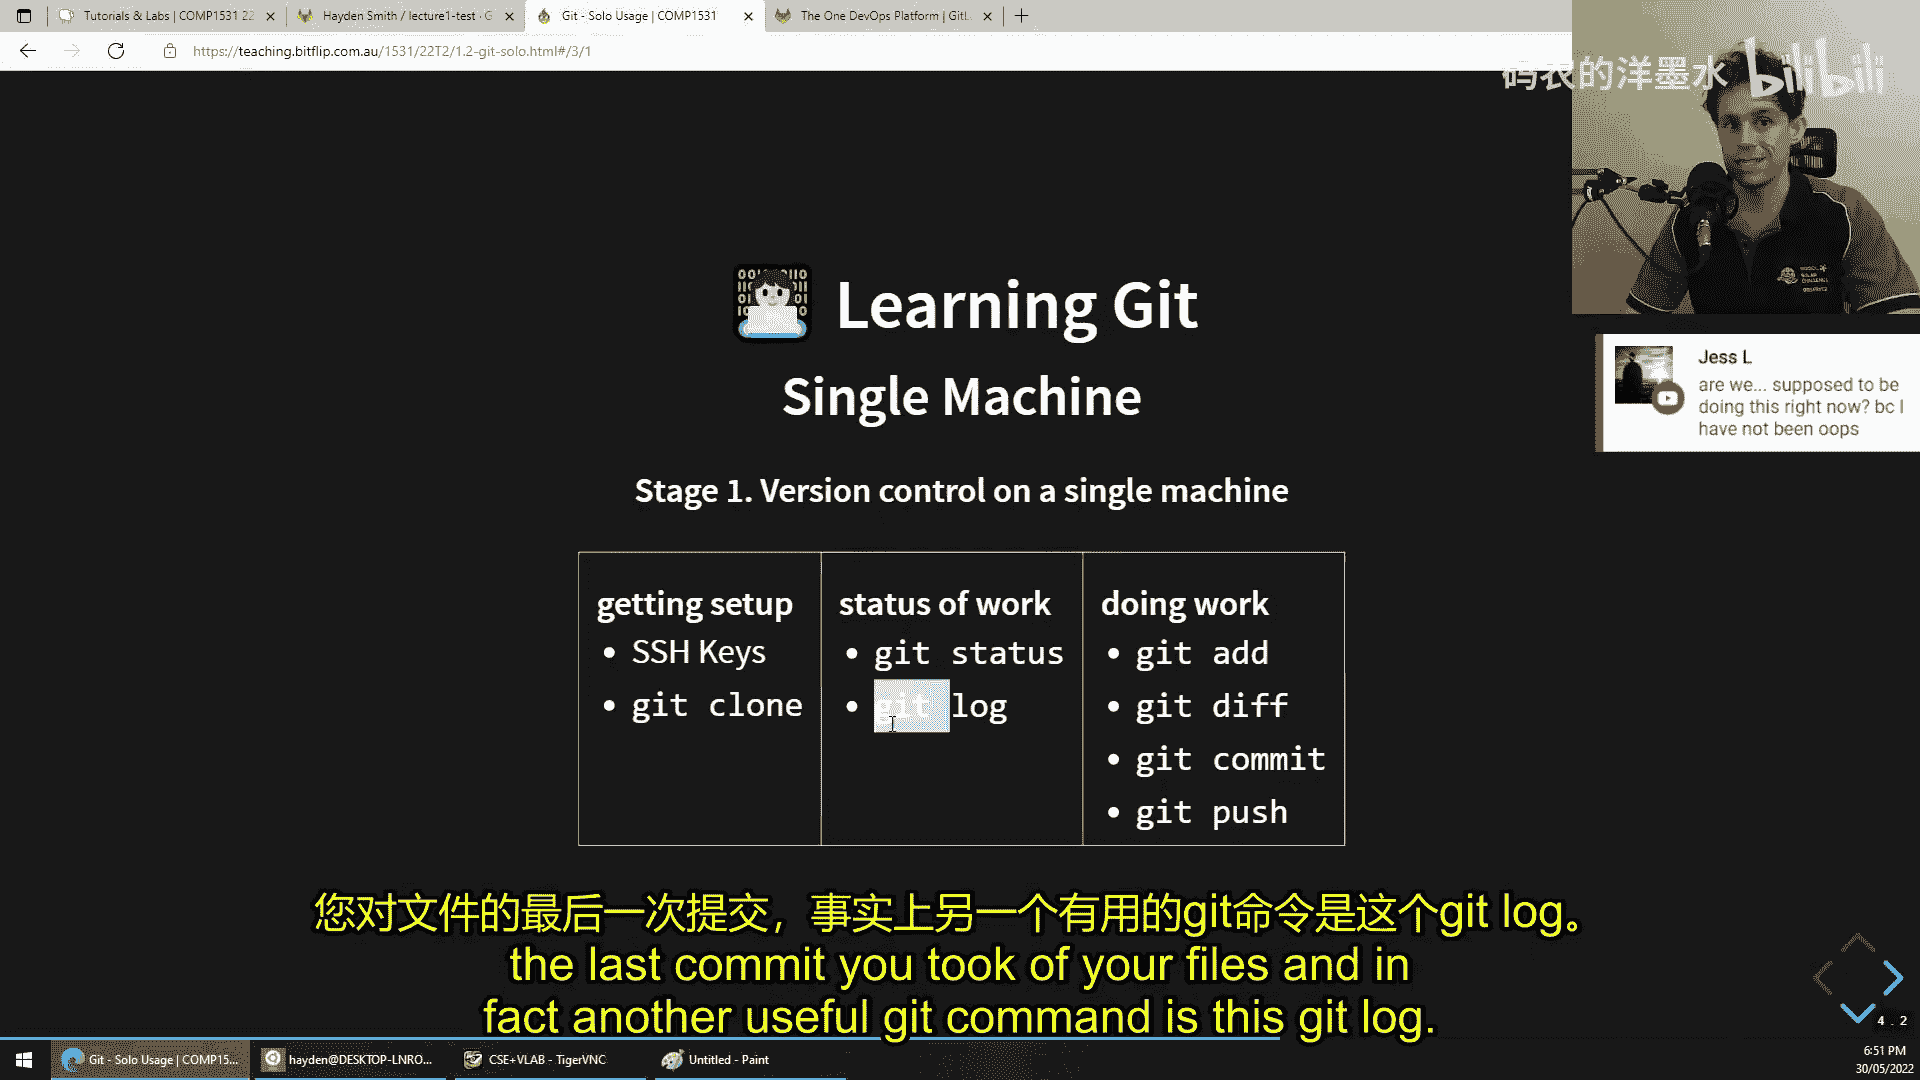 Tutorials & Labs | COMP1531 22
Hayden Smith / lecture1-test · G
Git - Solo Usage | COMP1531
The One DevOps Platform | GitL
https://teaching.bitflip.com.au/1531/22T2/1.2-git-solo.html#/3/1
码农的洋墨水 bilibili
Learning Git
Single Machine
Jess L
are we... supposed to be
doing this right now? bc I
have not been oops
Stage 1. Version control on a single machine
getting setup
• SSH Keys
• git clone
status of work
• git status
• git log
doing work
• git add
• git diff
• git commit
• git push
您对文件的最后一次提交，事实上另一个有用的git命令是这个git log。
the last commit you took of your files and in
fact another useful git command is this git log.
4.2
Git - Solo Usage | COMP15...
hayden@DESKTOP-LNRO...
CSE+VLAB - TigerVNC
Untitled - Paint
6:51 PM
30/05/2022